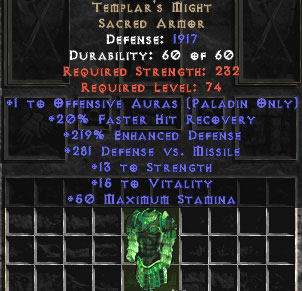 Templar's Might
Sacred Armor
Defense: 1917
Durability: 60 of 60
Required Strength: 232
Required Level: 74
+1 to Offensive Auras (Paladin Only)
+20% Faster Hit Recovery
+219% Enhanced Defense
+281 Defense vs. Missile
+13 to Strength
+15 to Vitality
+50 Maximum Stamina